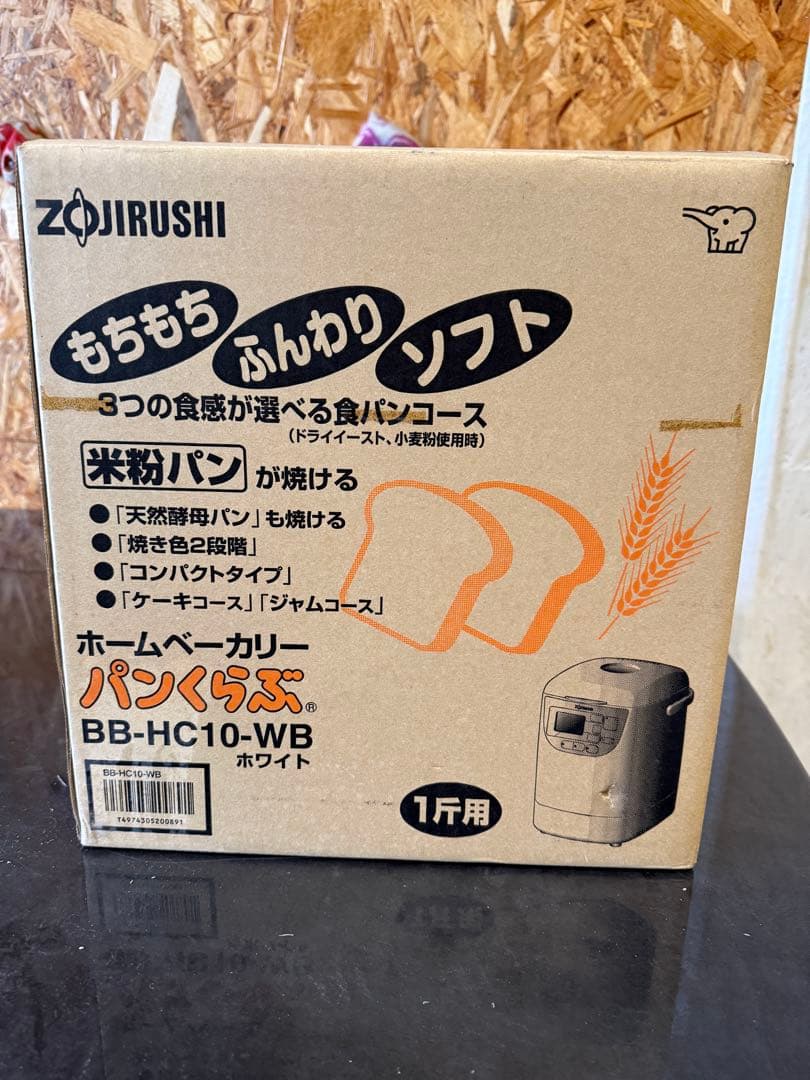 ZOJIRUSHI
もちもち ふんわり ソフト
3つの食感が選べる食パンコース
（ドライイースト、小麦粉使用時）
米粉パン が焼ける
●「天然酵母パン」も焼ける
●「焼き色2段階」
●「コンパクトタイプ」
●「ケーキコース」「ジャムコース」
ホームベーカリー
パンくらぶ®
BB-HC10-WB
ホワイト
BB-HC10-WB
T4974305200891
1斤用